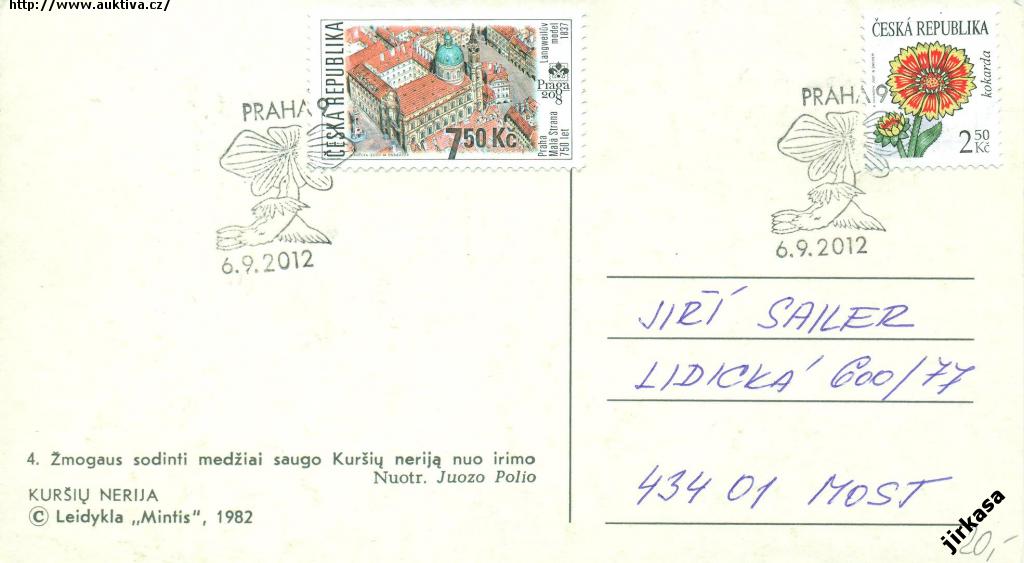 http://www.auktiva.cz/
ČESKÁ REPUBLIKA
7.50 Kč
Praha
Malá Strana
750 let
Langweilův
model
1837
Praga
2008
ČESKÁ REPUBLIKA
kokarda
2.50
Kč
PRAHA 9
6.9.2012
PRAHA 9
6.9.2012
JIŘÍ SAILER
LIDICKÁ 600/77
434 01 MOST
4. Žmogaus sodinti medžiai saugo Kuršių neriją nuo irimo
Nuotr. Juozo Polio
KURŠIŲ NERIJA
© Leidykla „Mintis", 1982
jirkasa
20,-